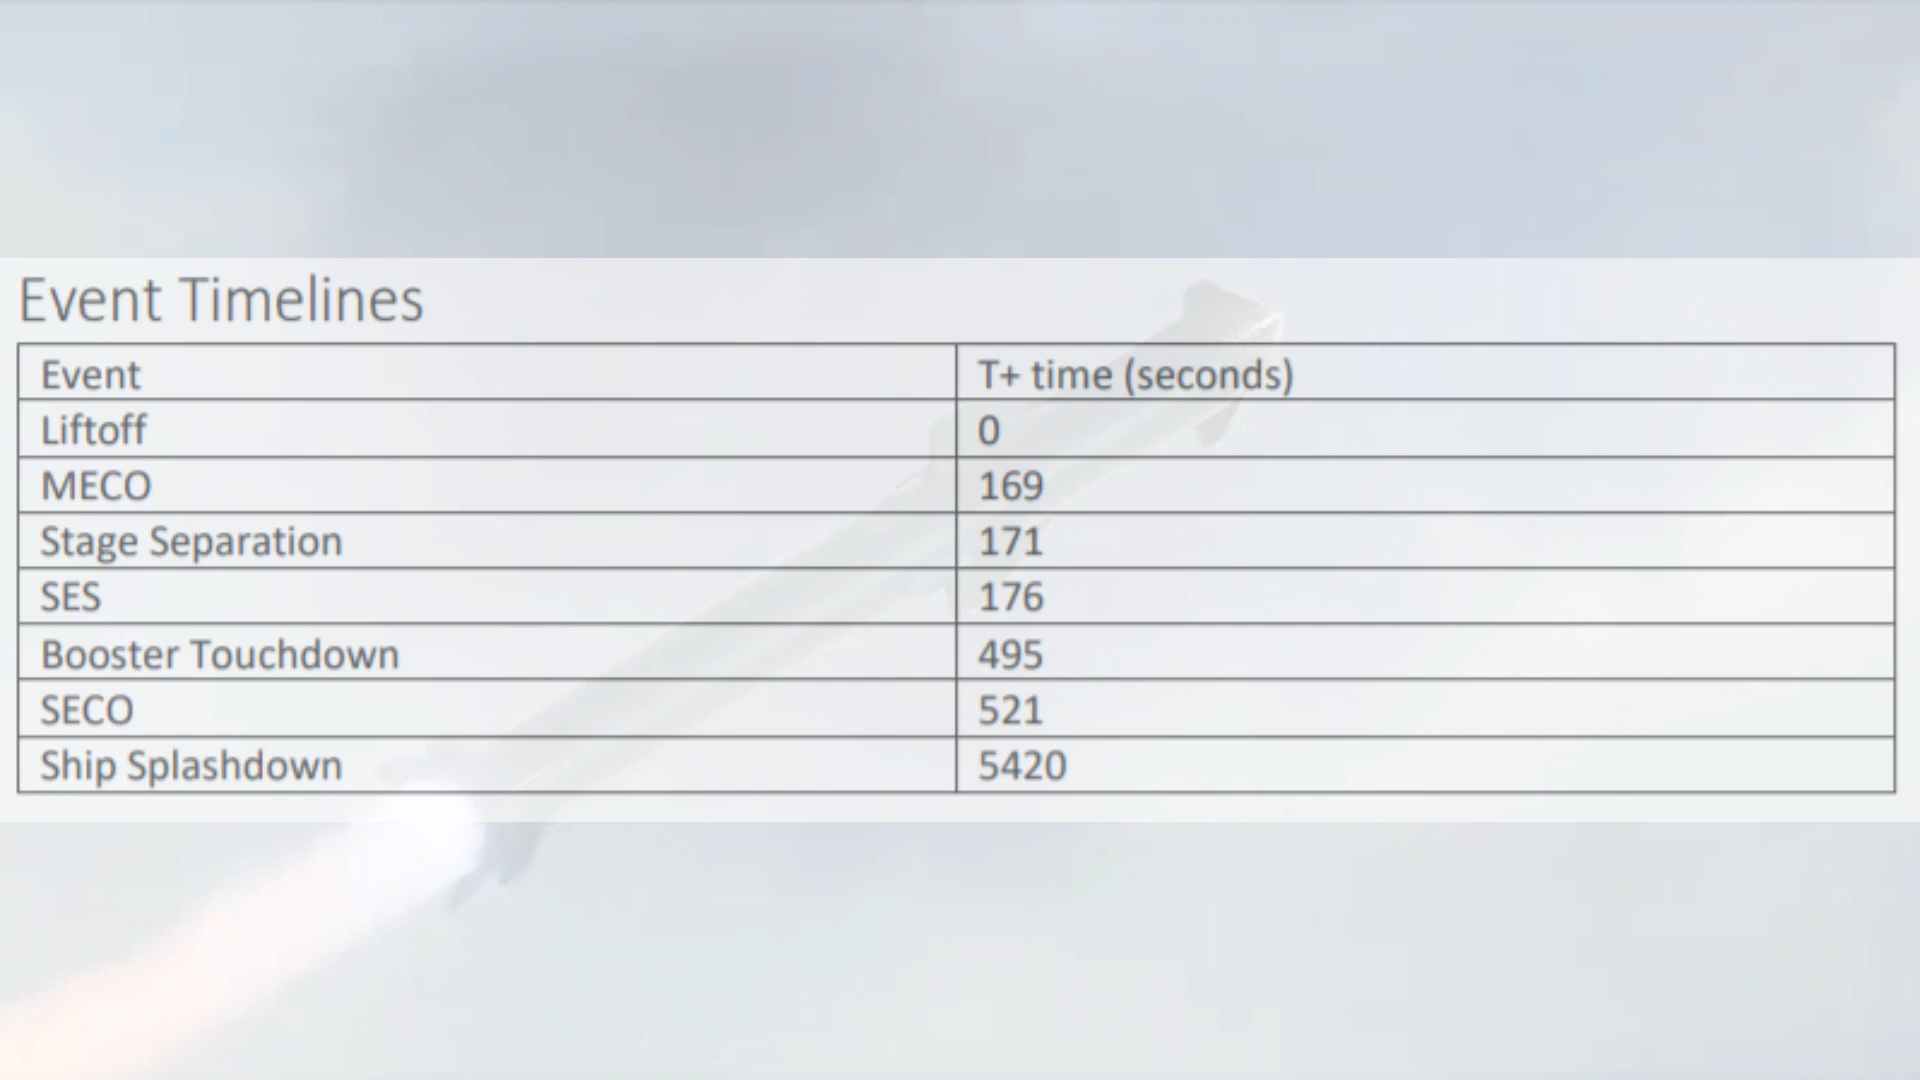 Event Timelines
Event T+ time (seconds)
Liftoff 0
MECO 169
Stage Separation 171
SES 176
Booster Touchdown 495
SECO 521
Ship Splashdown 5420